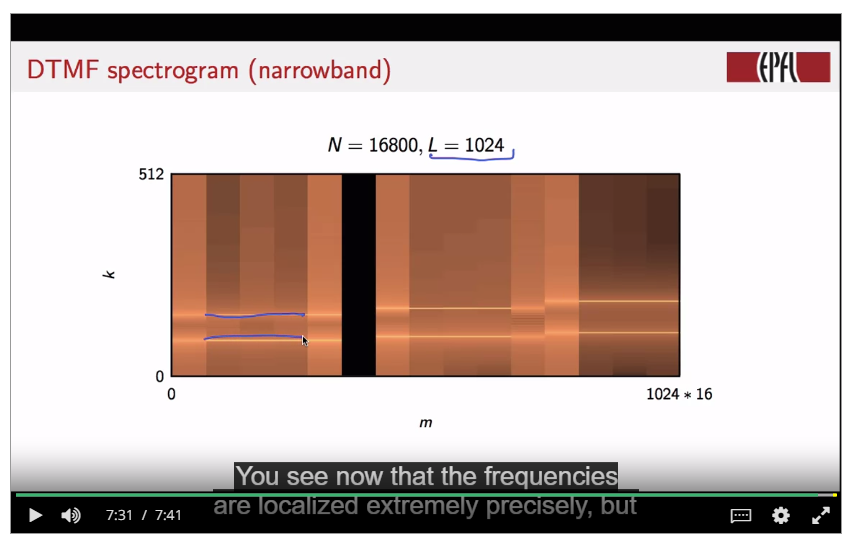 DTMF spectrogram (narrowband)
EPFL
N = 16800, L = 1024
512
k
0
0
1024 * 16
m
You see now that the frequencies
are localized extremely precisely, but
7:31 / 7:41